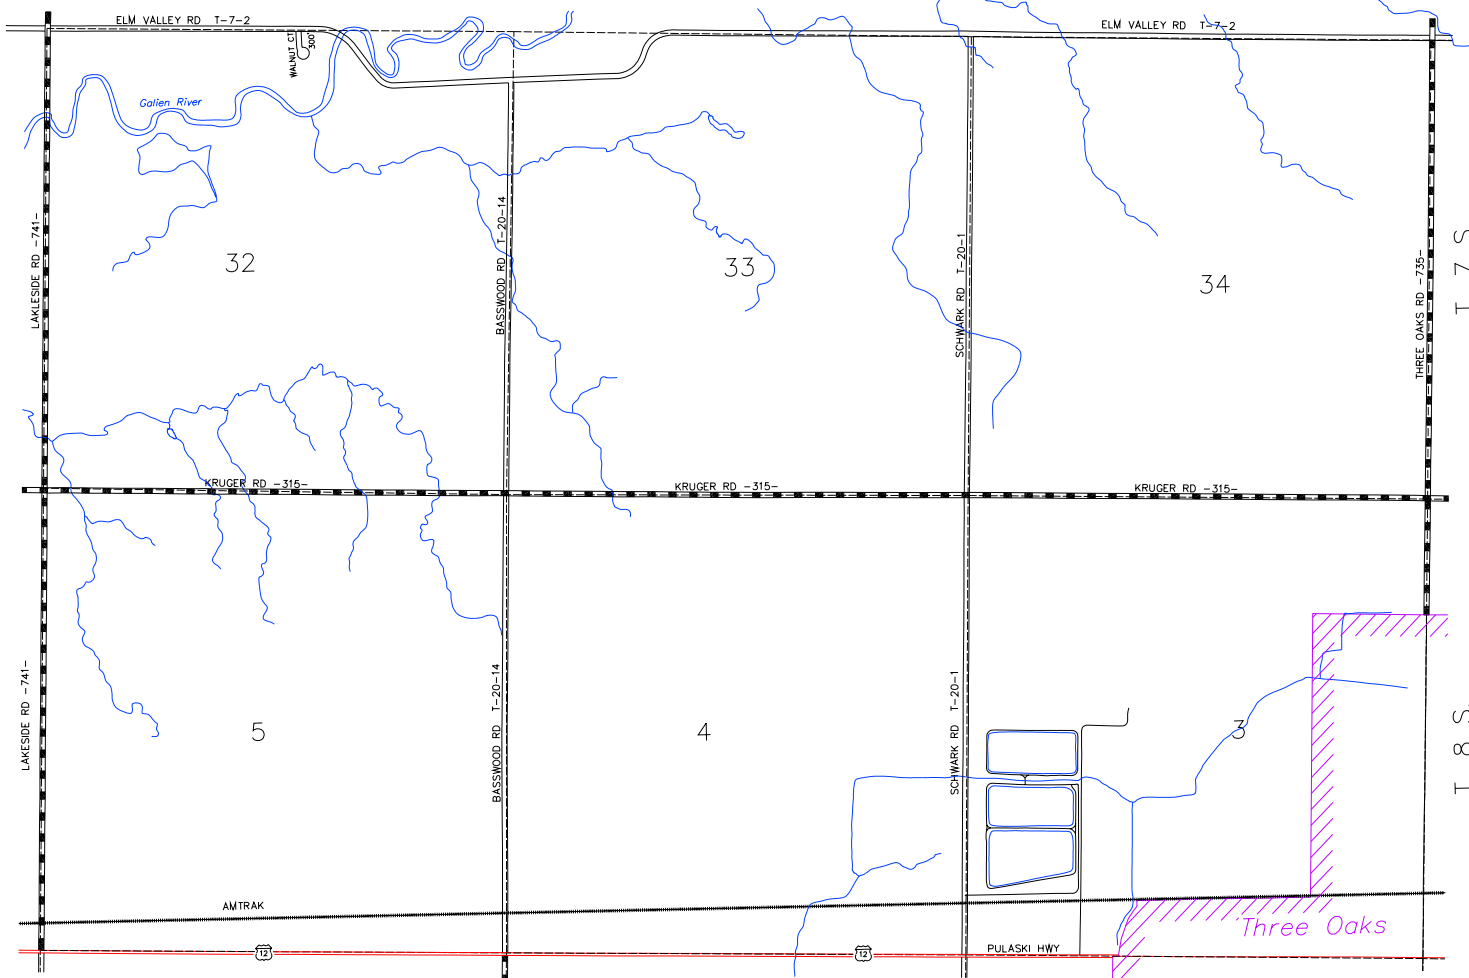 ELM VALLEY RD T-7-2
ELM VALLEY RD T-7-2
WALNUT CT
300'
Galien River
LAKLESIDE RD -741-
32
BASSWOOD RD T-20-14
33
SCHWARK RD T-20-1
34
THREE OAKS RD -735-
T 7 S
KRUGER RD -315-
KRUGER RD -315-
KRUGER RD -315-
LAKESIDE RD -741-
5
BASSWOOD RD T-20-14
4
SCHWARK RD T-20-1
3
T 8 S
AMTRAK
Three Oaks
12
12
PULASKI HWY